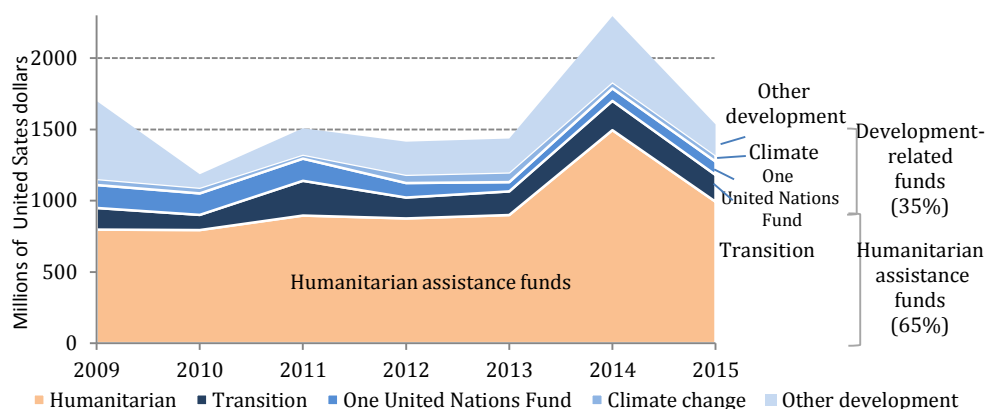 Millions of United Sates dollars
2000
1500
1000
500
0
2009 2010 2011 2012 2013 2014 2015
Humanitarian assistance funds
Other
development
Climate
One
United Nations
Fund
Transition
Development-
related
funds
(35%)
Humanitarian
assistance
funds
(65%)
Humanitarian Transition One United Nations Fund Climate change Other development